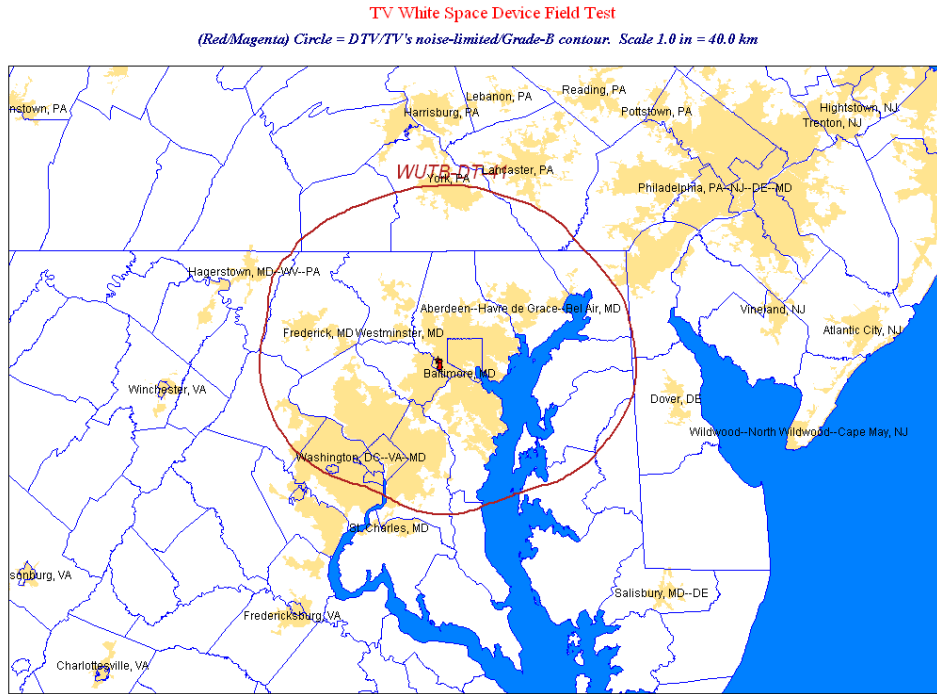 TV White Space Device Field Test
(Red/Magenta) Circle = DTV/TV's noise-limited/Grade-B contour. Scale 1.0 in = 40.0 km
Reading, PA
Lebanon, PA
nstown, PA
Harrisburg, PA
Pottstown, PA
Hightstown, NJ
Trenton, NJ
WUTB-DT
Lancaster, PA
York, PA
Philadelphia, PA--NJ--DE--MD
Hagerstown, MD--WV--PA
Aberdeen--Havre de Grace--Bel Air, MD
Vineland, NJ
Frederick, MD
Westminster, MD
Atlantic City, NJ
Baltimore, MD
Winchester, VA
Dover, DE
Wildwood--North Wildwood--Cape May, NJ
Washington, DC--VA--MD
St. Charles, MD
sonburg, VA
Salisbury, MD--DE
Fredericksburg, VA
Charlottesville, VA